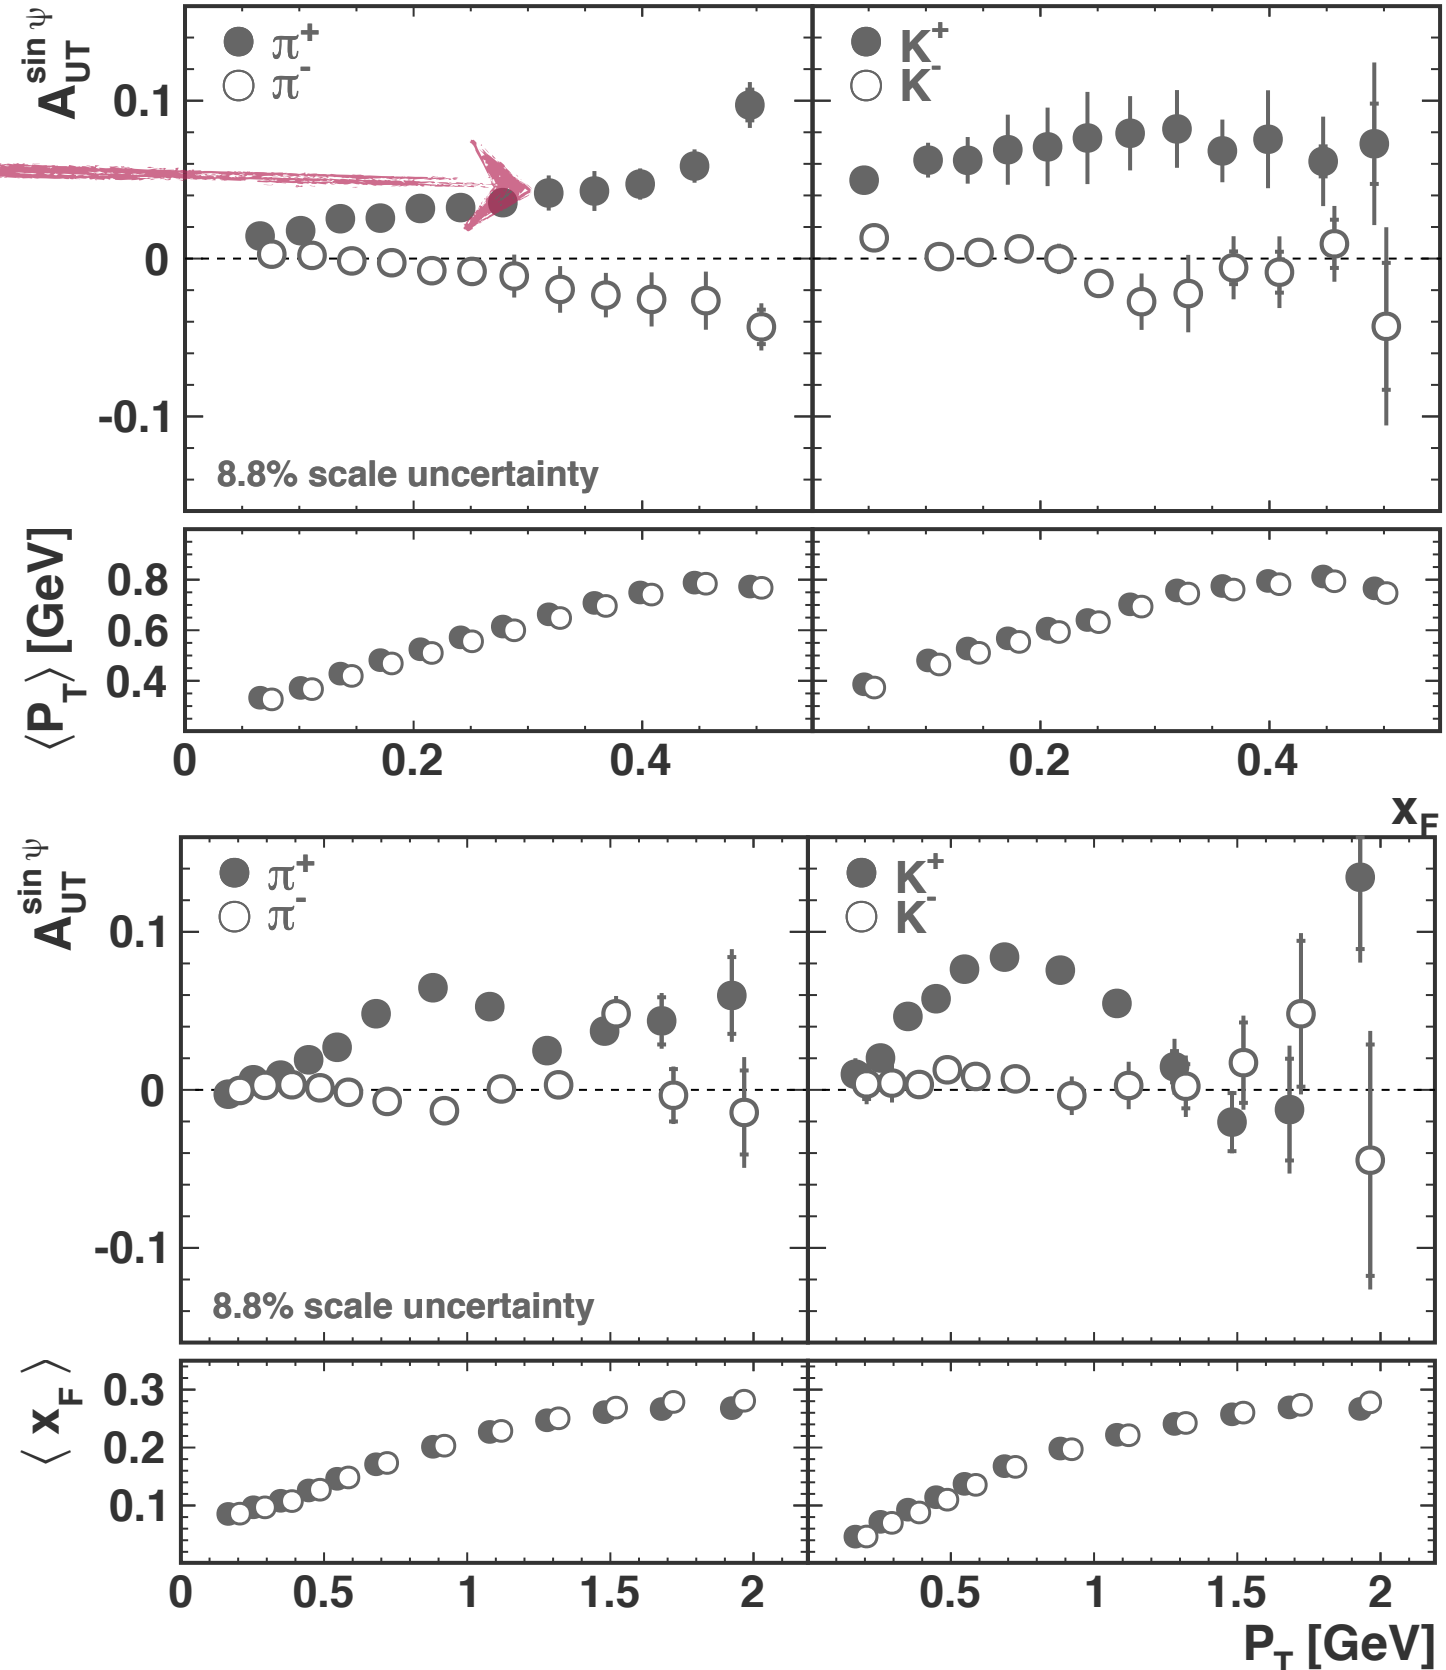 A_UT^sin ψ
π+
π-
K+
K-
0.1
0
-0.1
8.8% scale uncertainty
⟨P_T⟩ [GeV]
0.8
0.6
0.4
0 0.2 0.4 0.2 0.4
x_F
A_UT^sin ψ
π+
π-
K+
K-
0.1
0
-0.1
8.8% scale uncertainty
⟨x_F⟩
0.3
0.2
0.1
0 0.5 1 1.5 2 0.5 1 1.5 2
P_T [GeV]